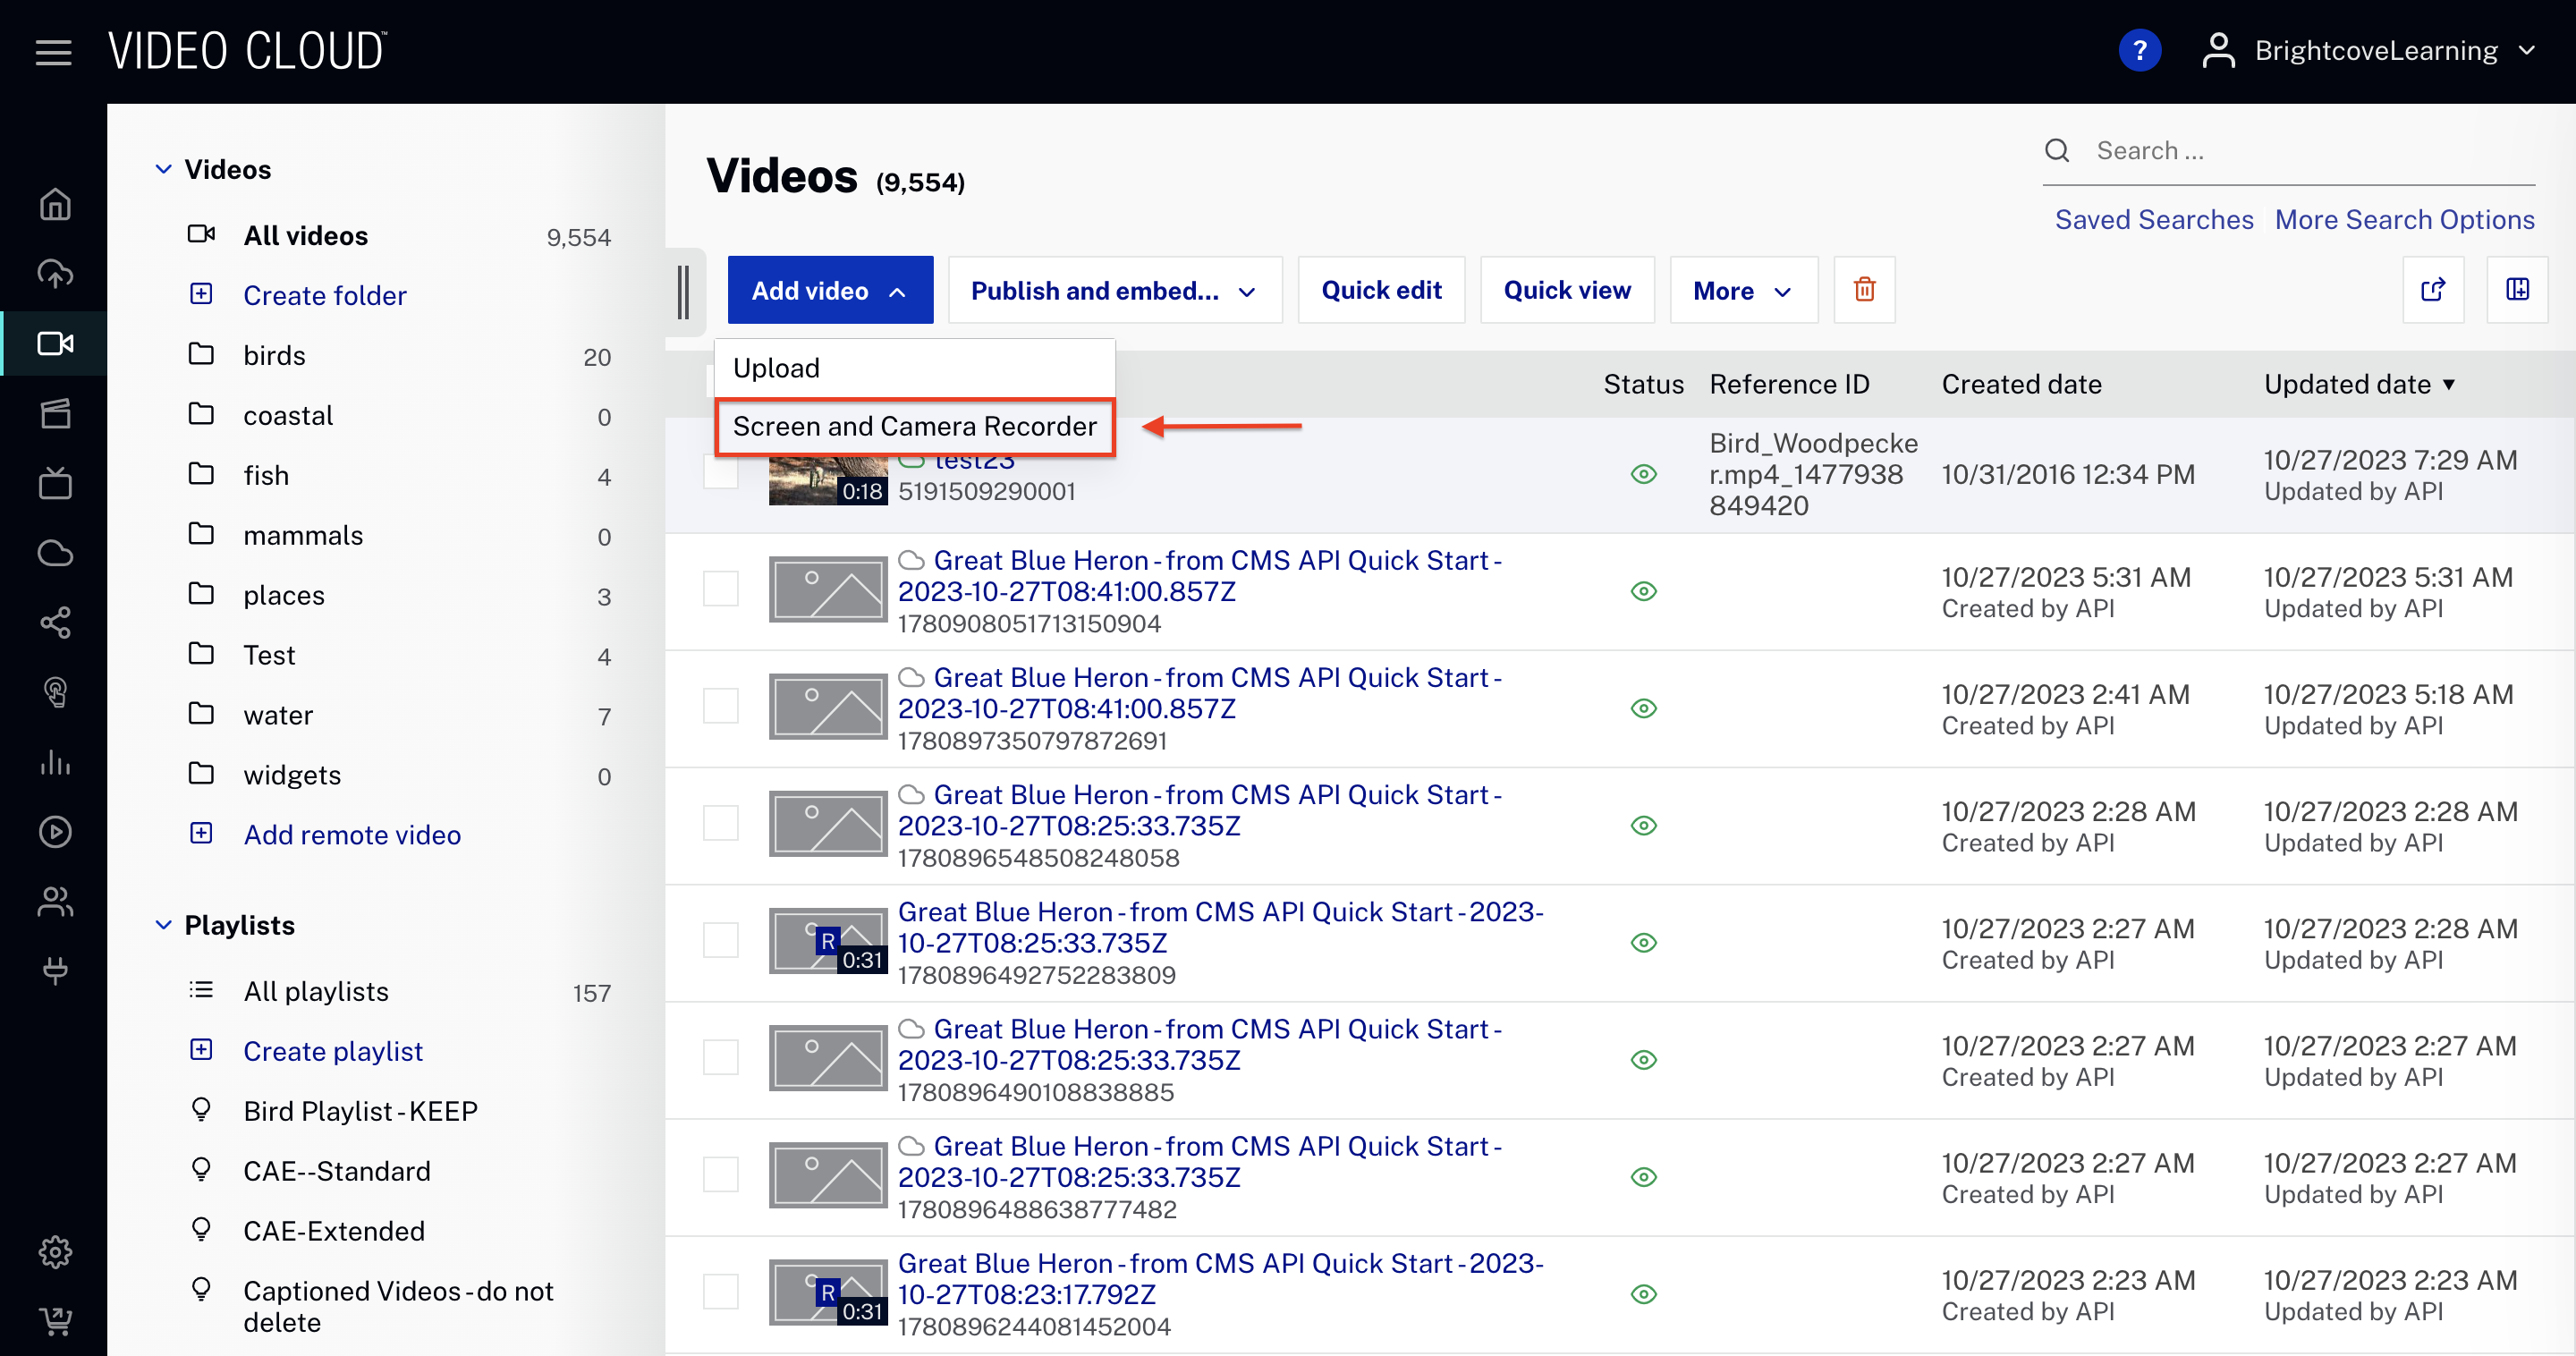 VIDEO CLOUD™
?
BrightcoveLearning
Videos
All videos 9,554
Create folder
birds 20
coastal 0
fish 4
mammals 0
places 3
Test 4
water 7
widgets 0
Add remote video
Playlists
All playlists 157
Create playlist
Bird Playlist - KEEP
CAE--Standard
CAE-Extended
Captioned Videos - do not
delete
Videos (9,554)
Search ...
Saved Searches More Search Options
Add video Publish and embed... Quick edit Quick view More
Upload
Screen and Camera Recorder
Status Reference ID Created date Updated date ▼
test23
0:18
5191509290001
Bird_Woodpecke
r.mp4_1477938
849420
10/31/2016 12:34 PM
10/27/2023 7:29 AM
Updated by API
Great Blue Heron - from CMS API Quick Start -
2023-10-27T08:41:00.857Z
1780908051713150904
10/27/2023 5:31 AM
Created by API
10/27/2023 5:31 AM
Updated by API
Great Blue Heron - from CMS API Quick Start -
2023-10-27T08:41:00.857Z
1780897350797872691
10/27/2023 2:41 AM
Created by API
10/27/2023 5:18 AM
Updated by API
Great Blue Heron - from CMS API Quick Start -
2023-10-27T08:25:33.735Z
1780896548508248058
10/27/2023 2:28 AM
Created by API
10/27/2023 2:28 AM
Updated by API
R
0:31
Great Blue Heron - from CMS API Quick Start - 2023-
10-27T08:25:33.735Z
1780896492752283809
10/27/2023 2:27 AM
Created by API
10/27/2023 2:28 AM
Updated by API
Great Blue Heron - from CMS API Quick Start -
2023-10-27T08:25:33.735Z
1780896490108838885
10/27/2023 2:27 AM
Created by API
10/27/2023 2:27 AM
Updated by API
Great Blue Heron - from CMS API Quick Start -
2023-10-27T08:25:33.735Z
1780896488638777482
10/27/2023 2:27 AM
Created by API
10/27/2023 2:27 AM
Updated by API
R
0:31
Great Blue Heron - from CMS API Quick Start - 2023-
10-27T08:23:17.792Z
1780896244081452004
10/27/2023 2:23 AM
Created by API
10/27/2023 2:23 AM
Updated by API